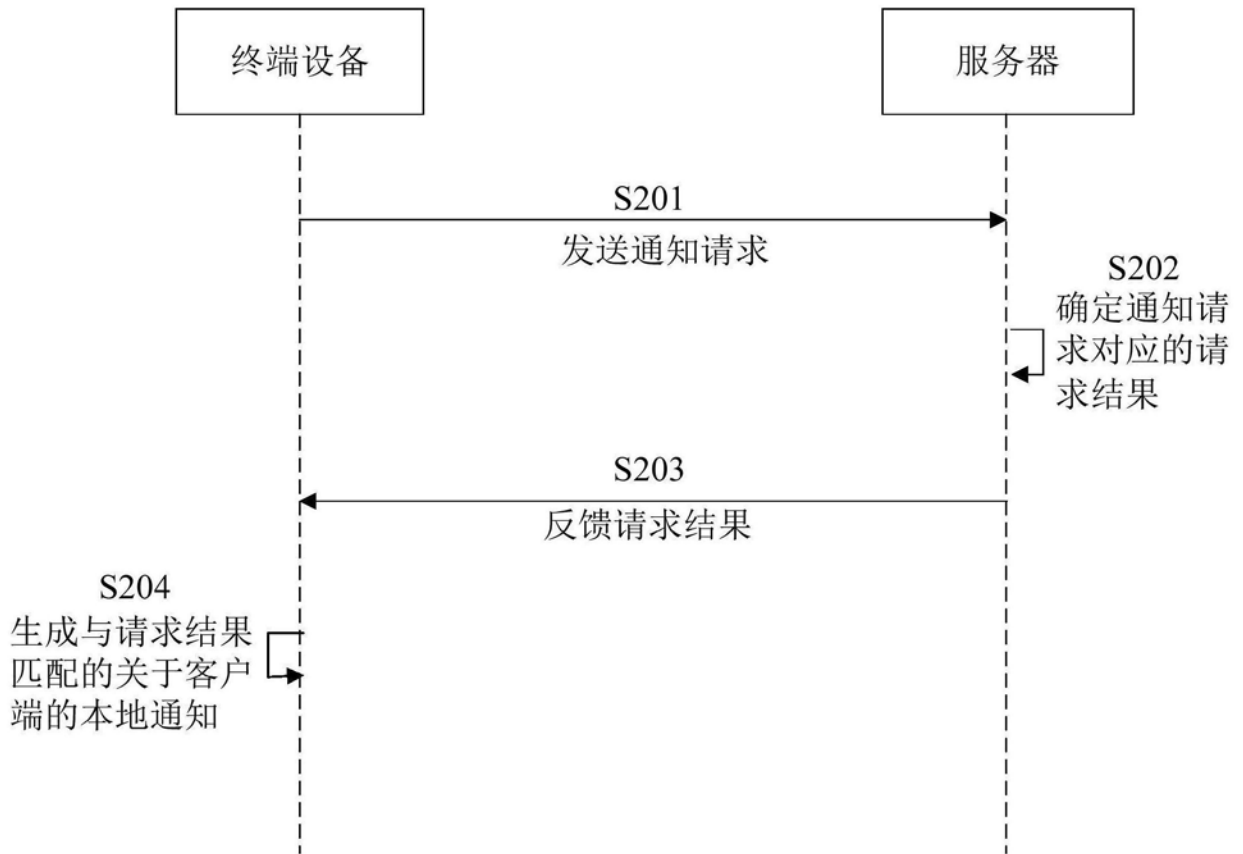 终端设备
服务器
S201
发送通知请求
S202
确定通知请
求对应的请
求结果
S203
反馈请求结果
S204
生成与请求结果
匹配的关于客户
端的本地通知